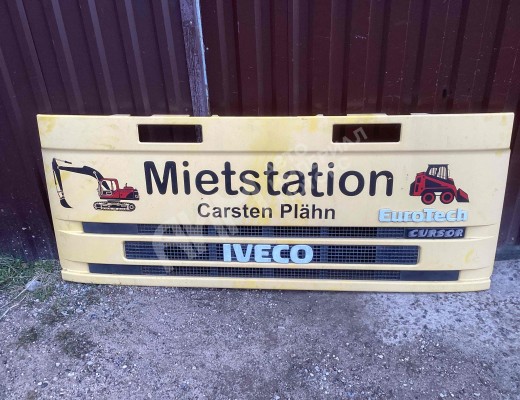 Mietstation
Carsten Plähn
EuroTech
CURSOR
IVECO